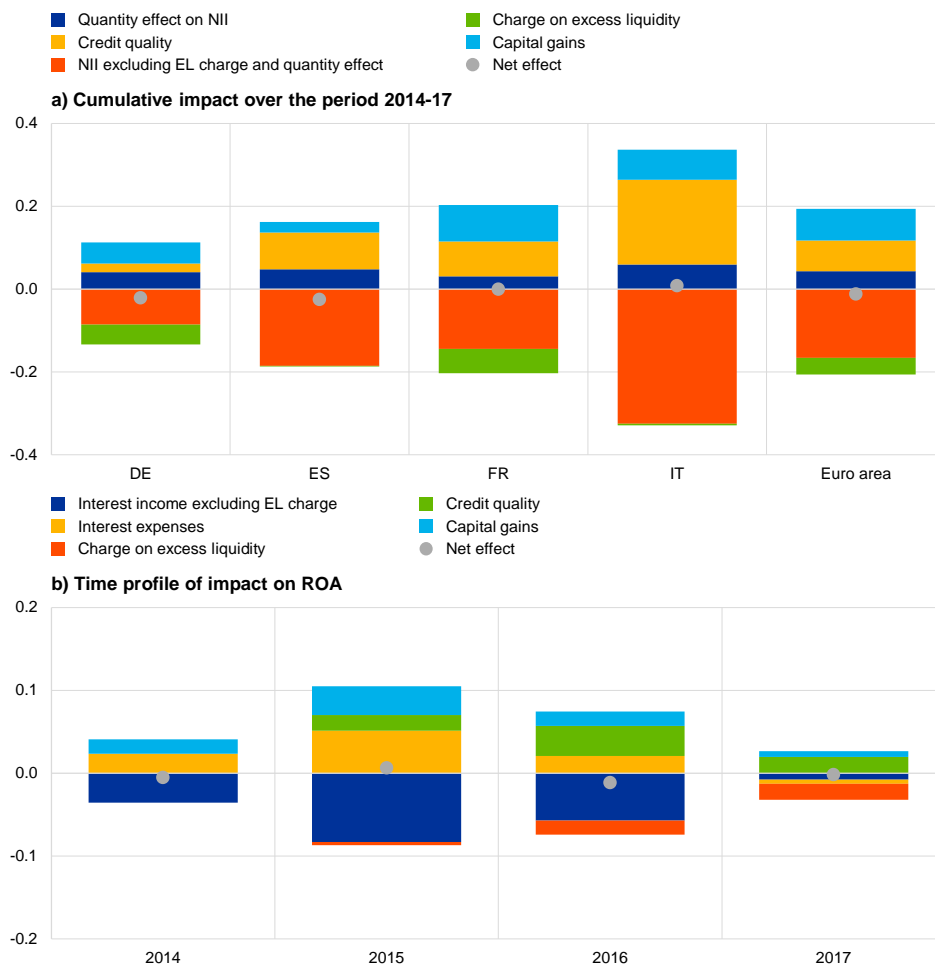 Quantity effect on NII
Credit quality
NII excluding EL charge and quantity effect
Charge on excess liquidity
Capital gains
Net effect
a) Cumulative impact over the period 2014-17
0.4
0.2
0.0
-0.2
-0.4
DE ES FR IT Euro area
Interest income excluding EL charge
Interest expenses
Charge on excess liquidity
Credit quality
Capital gains
Net effect
b) Time profile of impact on ROA
0.2
0.1
0.0
-0.1
-0.2
2014 2015 2016 2017